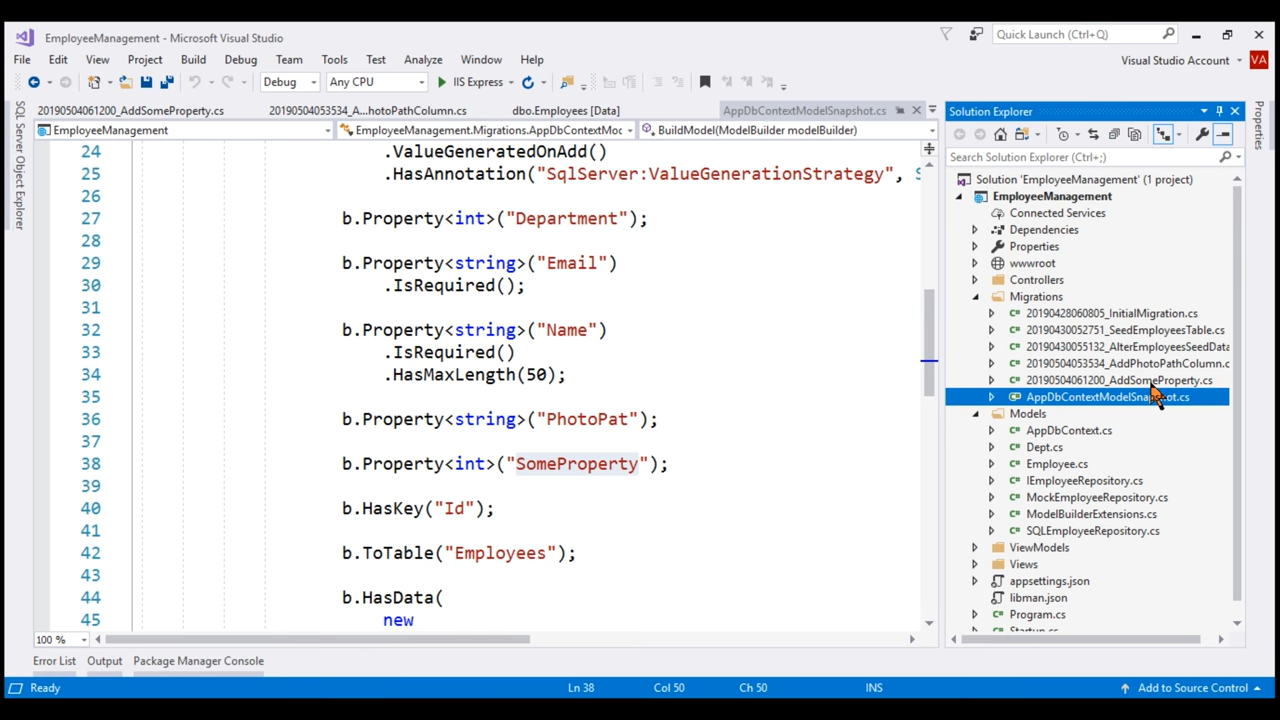 EmployeeManagement - Microsoft Visual Studio
Quick Launch (Ctrl+Q)
File Edit View Project Build Debug Team Tools Test Analyze Window Help
Visual Studio Account VA
Debug Any CPU IIS Express
SQL Server Object Explorer
20190504061200_AddSomeProperty.cs 20190504053534_A...hotoPathColumn.cs dbo.Employees [Data] AppDbContextModelSnapshot.cs
EmployeeManagement EmployeeManagement.Migrations.AppDbContextMoc BuildModel(ModelBuilder modelBuilder)
24 .ValueGeneratedOnAdd()
25 .HasAnnotation("SqlServer:ValueGenerationStrategy",
26
27 b.Property<int>("Department");
28
29 b.Property<string>("Email")
30 .IsRequired();
31
32 b.Property<string>("Name")
33 .IsRequired()
34 .HasMaxLength(50);
35
36 b.Property<string>("PhotoPat");
37
38 b.Property<int>("SomeProperty");
39
40 b.HasKey("Id");
41
42 b.ToTable("Employees");
43
44 b.HasData(
45 new
100 %
Solution Explorer
Search Solution Explorer (Ctrl+;)
Solution 'EmployeeManagement' (1 project)
EmployeeManagement
Connected Services
Dependencies
Properties
wwwroot
Controllers
Migrations
20190428060805_InitialMigration.cs
20190430052751_SeedEmployeesTable.cs
20190430055132_AlterEmployeesSeedData
20190504053534_AddPhotoPathColumn.c
20190504061200_AddSomeProperty.cs
AppDbContextModelSnapshot.cs
Models
AppDbContext.cs
Dept.cs
Employee.cs
IEmployeeRepository.cs
MockEmployeeRepository.cs
ModelBuilderExtensions.cs
SQLEmployeeRepository.cs
ViewModels
Views
appsettings.json
libman.json
Program.cs
Startup.cs
Properties
Error List Output Package Manager Console
Ready Ln 38 Col 50 Ch 50 INS Add to Source Control